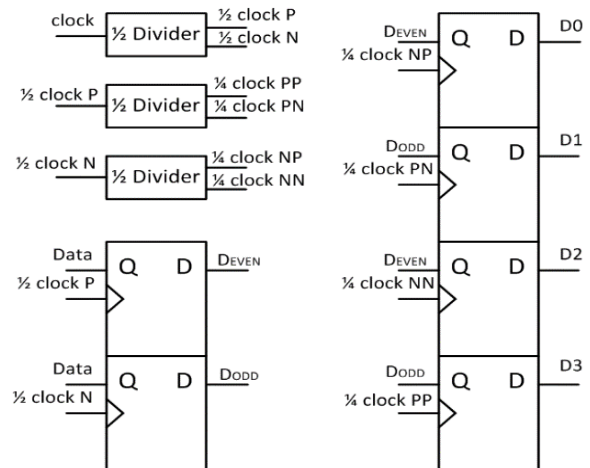 clock
½ Divider
½ clock P
½ clock N
½ clock P
½ Divider
¼ clock PP
¼ clock PN
½ clock N
½ Divider
¼ clock NP
¼ clock NN
Data
½ clock P
Q D
DEVEN
Data
½ clock N
Q D
DODD
DEVEN
¼ clock NP
Q D
D0
DODD
¼ clock PN
Q D
D1
DEVEN
¼ clock NN
Q D
D2
DODD
¼ clock PP
Q D
D3